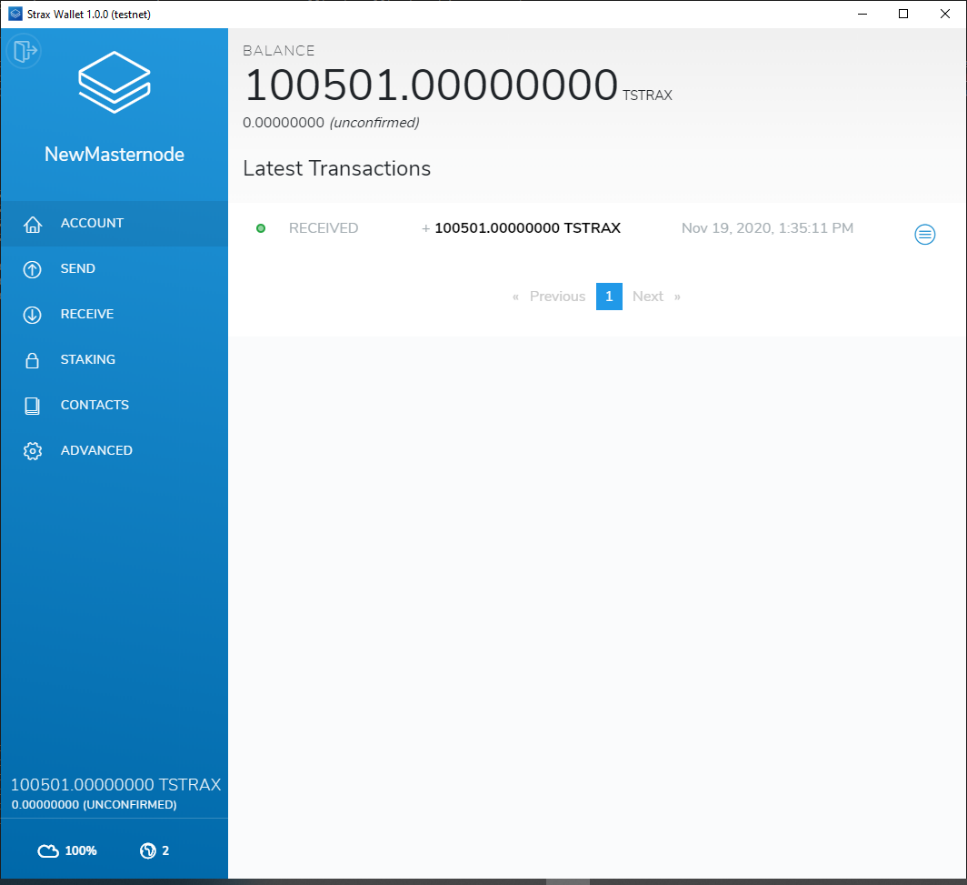 Strax Wallet 1.0.0 (testnet)
NewMasternode
ACCOUNT
SEND
RECEIVE
STAKING
CONTACTS
ADVANCED
100501.00000000 TSTRAX
0.00000000 (UNCONFIRMED)
100% 2
BALANCE
100501.00000000 TSTRAX
0.00000000 (unconfirmed)
Latest Transactions
RECEIVED + 100501.00000000 TSTRAX Nov 19, 2020, 1:35:11 PM
« Previous 1 Next »